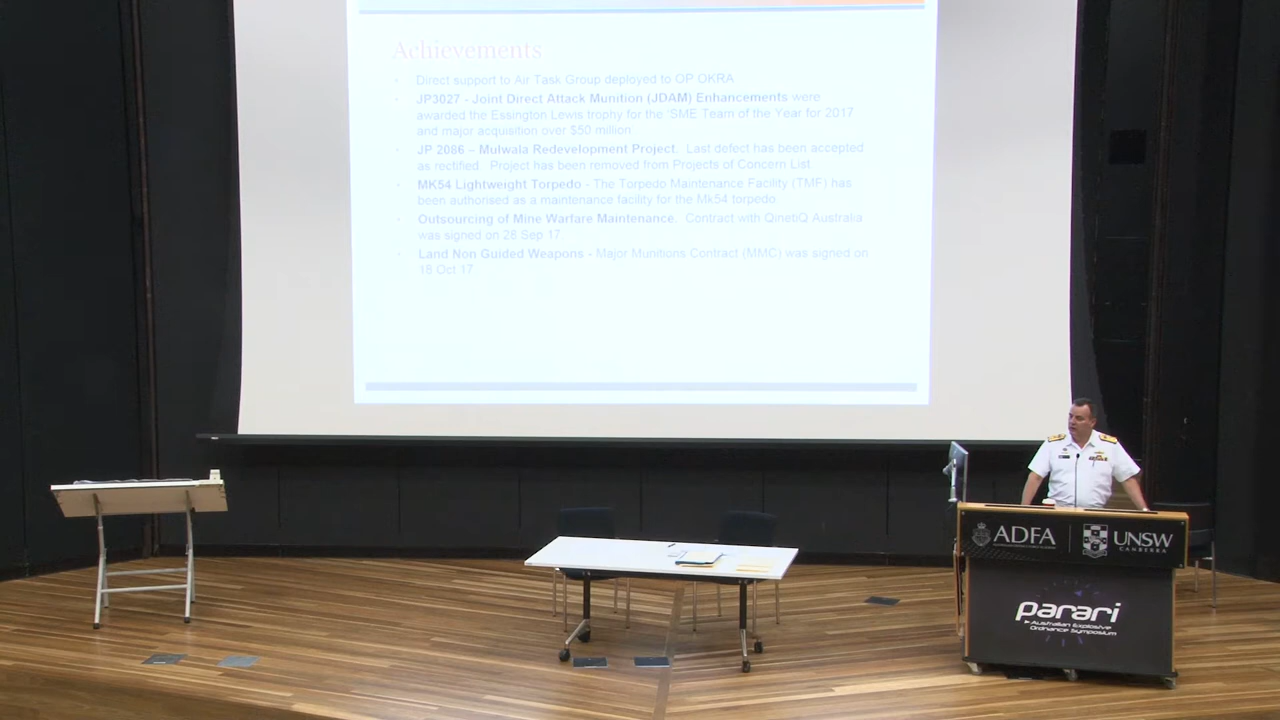 Achievements
Direct support to Air Task Group deployed to OP OKRA
JP3027 - Joint Direct Attack Munition (JDAM) Enhancements were
awarded the Essington Lewis trophy for the 'SME Team of the Year for 2017
and major acquisition over $50 million
JP 2086 – Mulwala Redevelopment Project. Last defect has been accepted
as rectified. Project has been removed from Projects of Concern List
MK54 Lightweight Torpedo - The Torpedo Maintenance Facility (TMF) has
been authorised as a maintenance facility for the Mk54 torpedo
Outsourcing of Mine Warfare Maintenance. Contract with QinetiQ Australia
was signed on 28 Sep 17
Land Non Guided Weapons - Major Munitions Contract (MMC) was signed on
18 Oct 17
ADFA
UNSW
CANBERRA
parari
Australian Explosive
Ordnance Symposium